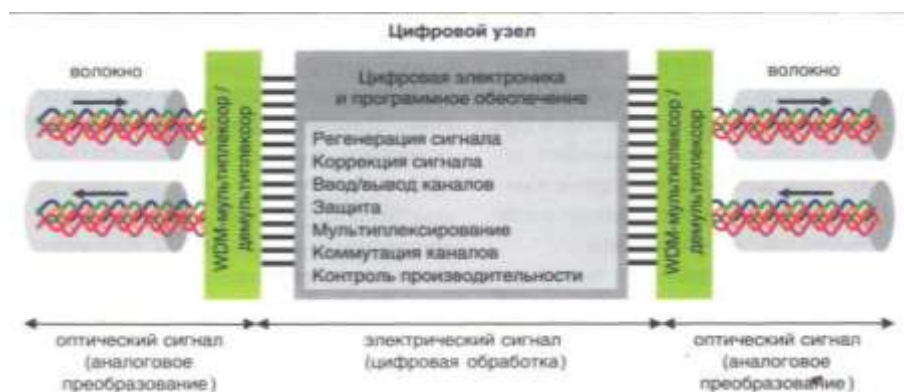 Цифровой узел
волокно
волокно
WDM-мультиплексор /
демультиплексор
Цифровая электроника
и программное обеспечение
Регенерация сигнала
Коррекция сигнала
Ввод/вывод каналов
Защита
Мультиплексирование
Коммутация каналов
Контроль производительности
WDM-мультиплексор /
демультиплексор
оптический сигнал
(аналоговое
преобразование)
электрический сигнал
(цифровая обработка)
оптический сигнал
(аналоговое
преобразование)